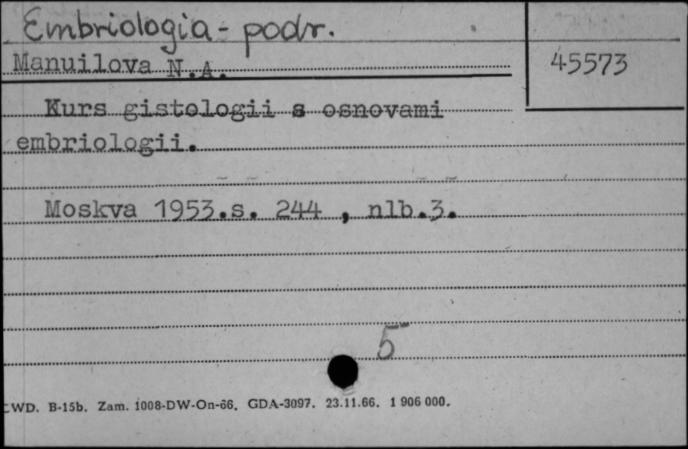 Embriologia - podr.
45573
Manuilova N.A.
Kurs gistologii s osnovami
embriologii.
Moskva 1953.s. 244 , nlb.3.
5
LWD. B-15b. Zam. 1008-DW-On-66. GDA-3097. 23.11.66. 1 906 000.